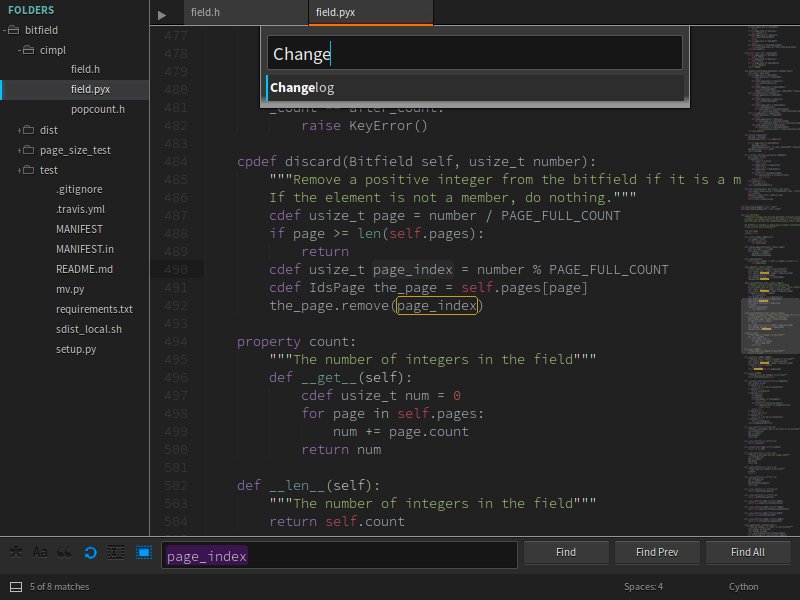 FOLDERS
bitfield
cimpl
field.h
field.pyx
popcount.h
dist
page_size_test
test
.gitignore
.travis.yml
MANIFEST
MANIFEST.in
README.md
mv.py
requirements.txt
sdist_local.sh
setup.py
field.h
field.pyx
Change
Changelog
477
478
479
480
481
482 raise KeyError()
483
484 cpdef discard(Bitfield self, usize_t number):
485 """Remove a positive integer from the bitfield if it is a m
486 If the element is not a member, do nothing."""
487 cdef usize_t page = number / PAGE_FULL_COUNT
488 if page >= len(self.pages):
489 return
490 cdef usize_t page_index = number % PAGE_FULL_COUNT
491 cdef IdsPage the_page = self.pages[page]
492 the_page.remove(page_index)
493
494 property count:
495 """The number of integers in the field"""
496 def __get__(self):
497 cdef usize_t num = 0
498 for page in self.pages:
499 num += page.count
500 return num
501
502 def __len__(self):
503 """The number of integers in the field"""
504 return self.count
Aa
page_index
Find
Find Prev
Find All
5 of 8 matches
Spaces: 4
Cython